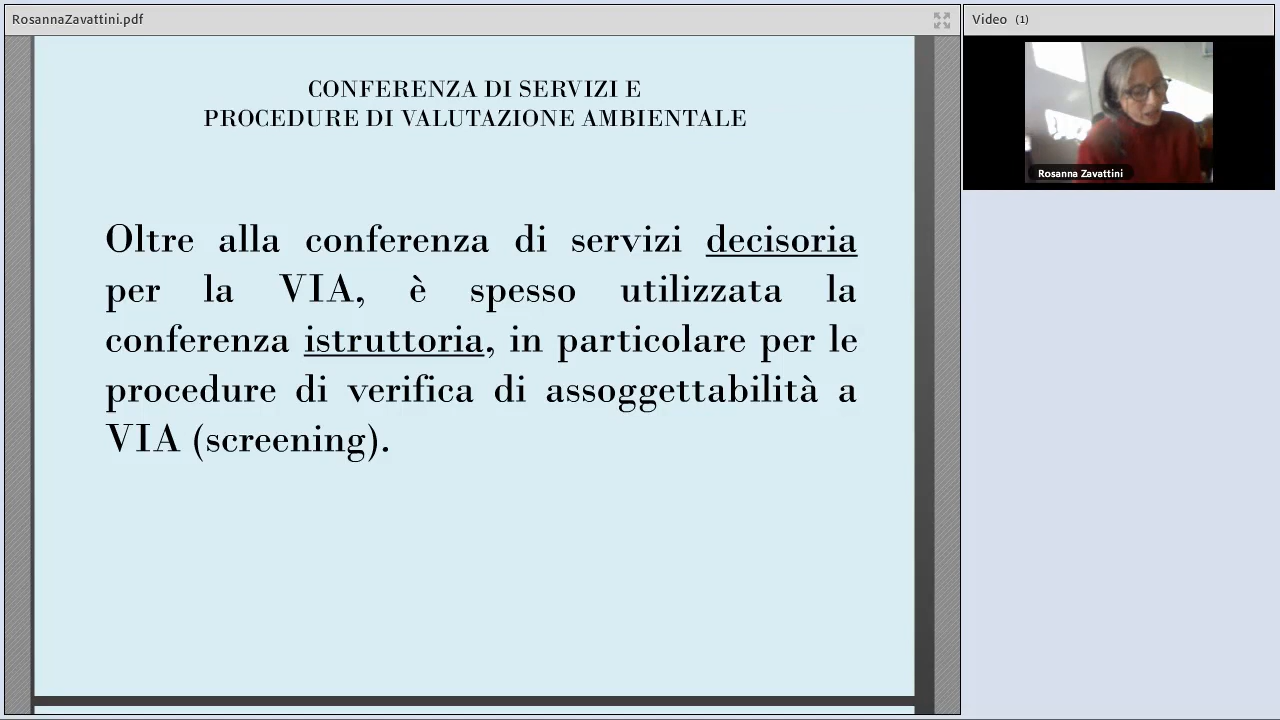 RosannaZavattini.pdf
Video (1)
CONFERENZA DI SERVIZI E
PROCEDURE DI VALUTAZIONE AMBIENTALE
Oltre alla conferenza di servizi decisoria
per la VIA, è spesso utilizzata la
conferenza istruttoria, in particolare per le
procedure di verifica di assoggettabilità a
VIA (screening).
Rosanna Zavattini